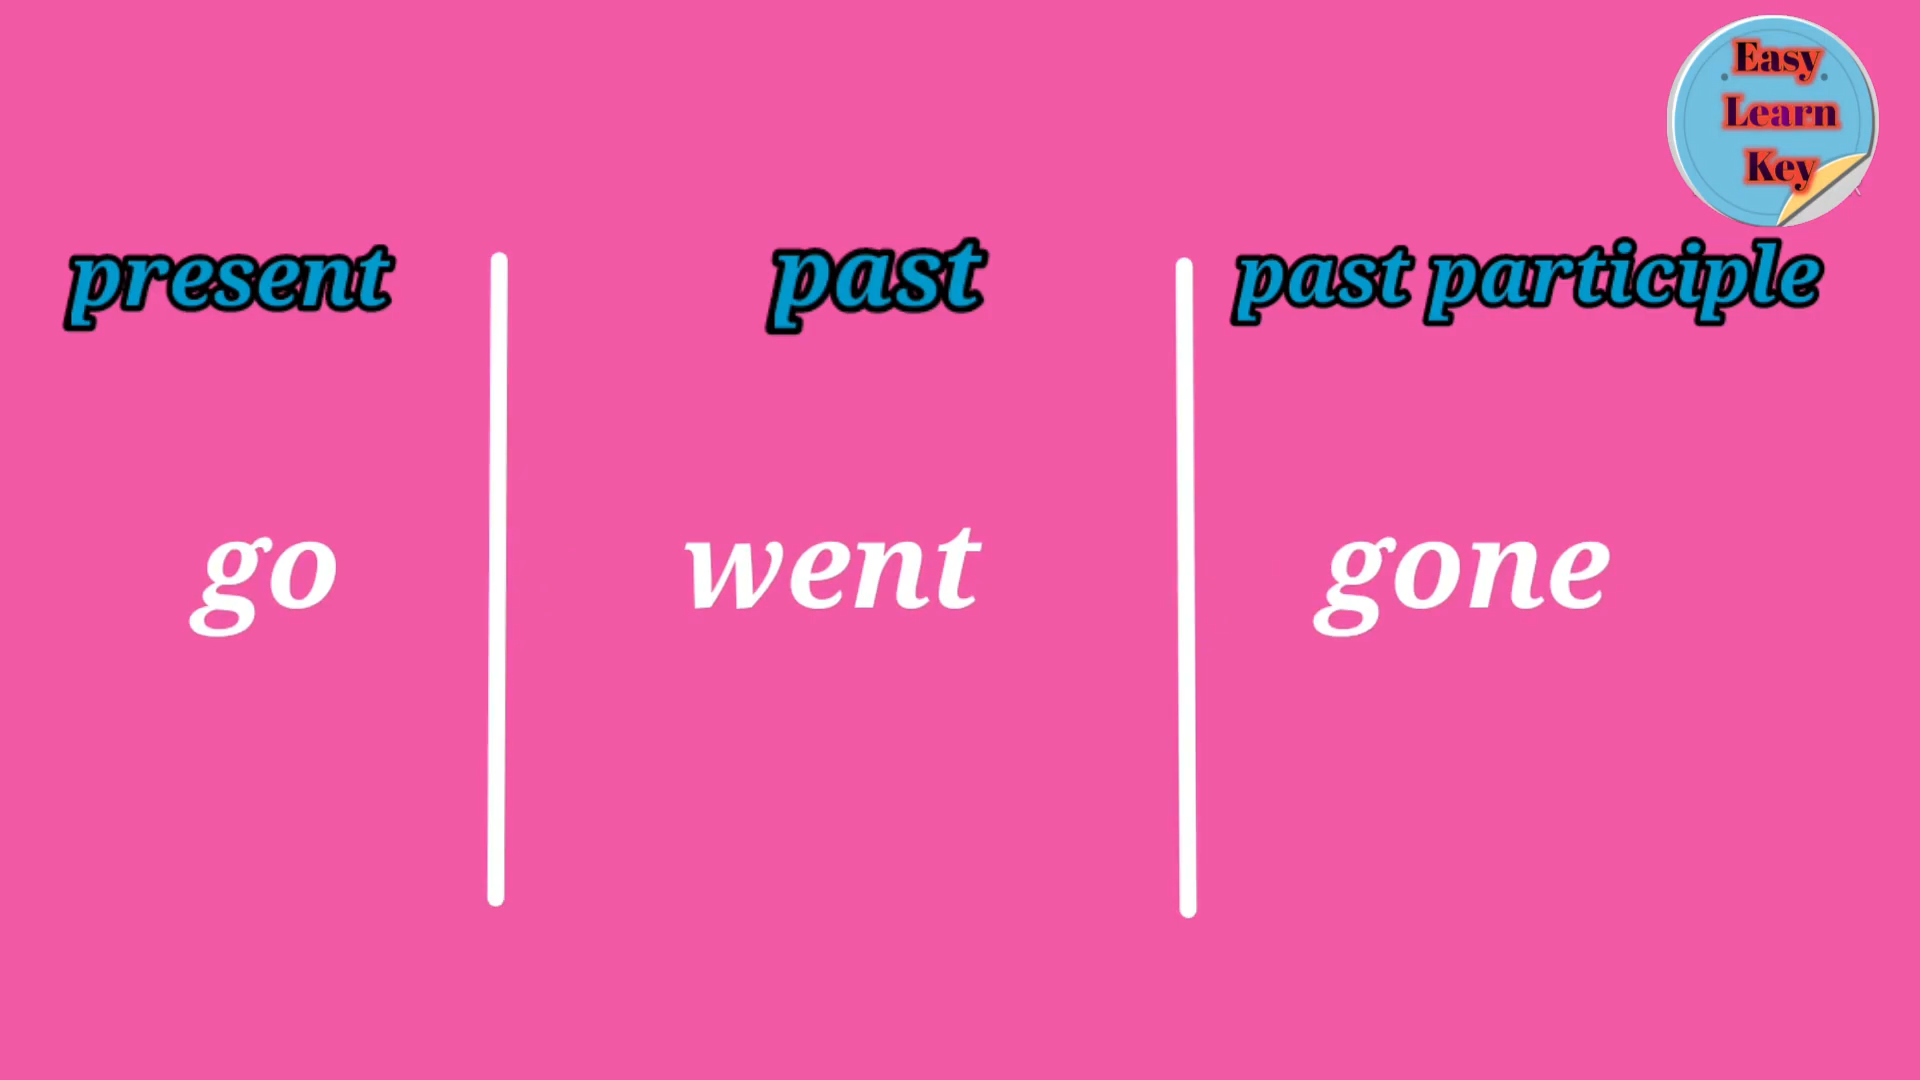 Easy
Learn
Key
present past past participle
go went gone